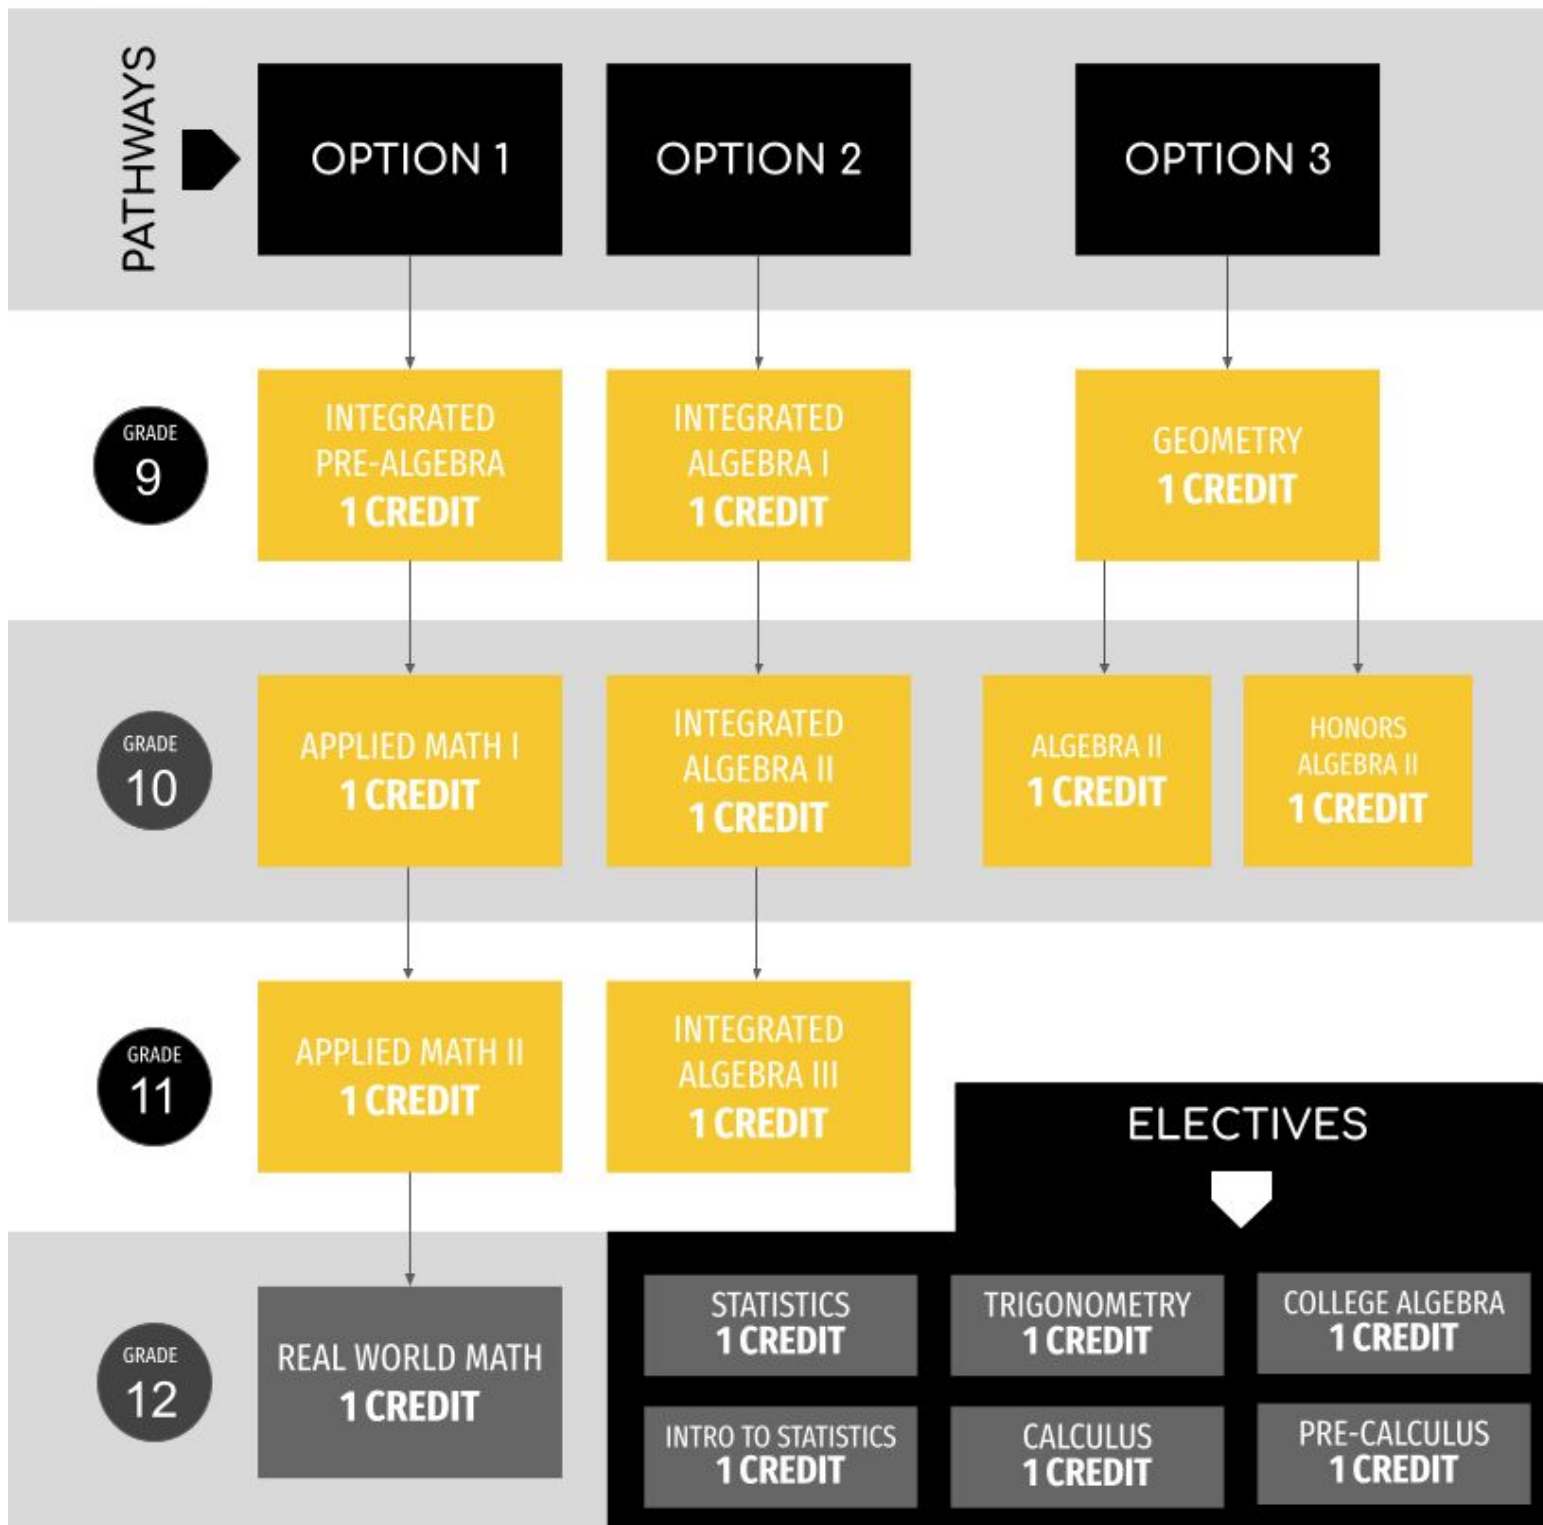 PATHWAYS
OPTION 1
OPTION 2
OPTION 3
GRADE
9
INTEGRATED
PRE-ALGEBRA
1 CREDIT
INTEGRATED
ALGEBRA I
1 CREDIT
GEOMETRY
1 CREDIT
GRADE
10
APPLIED MATH I
1 CREDIT
INTEGRATED
ALGEBRA II
1 CREDIT
ALGEBRA II
1 CREDIT
HONORS
ALGEBRA II
1 CREDIT
GRADE
11
APPLIED MATH II
1 CREDIT
INTEGRATED
ALGEBRA III
1 CREDIT
ELECTIVES
GRADE
12
REAL WORLD MATH
1 CREDIT
STATISTICS
1 CREDIT
TRIGONOMETRY
1 CREDIT
COLLEGE ALGEBRA
1 CREDIT
INTRO TO STATISTICS
1 CREDIT
CALCULUS
1 CREDIT
PRE-CALCULUS
1 CREDIT